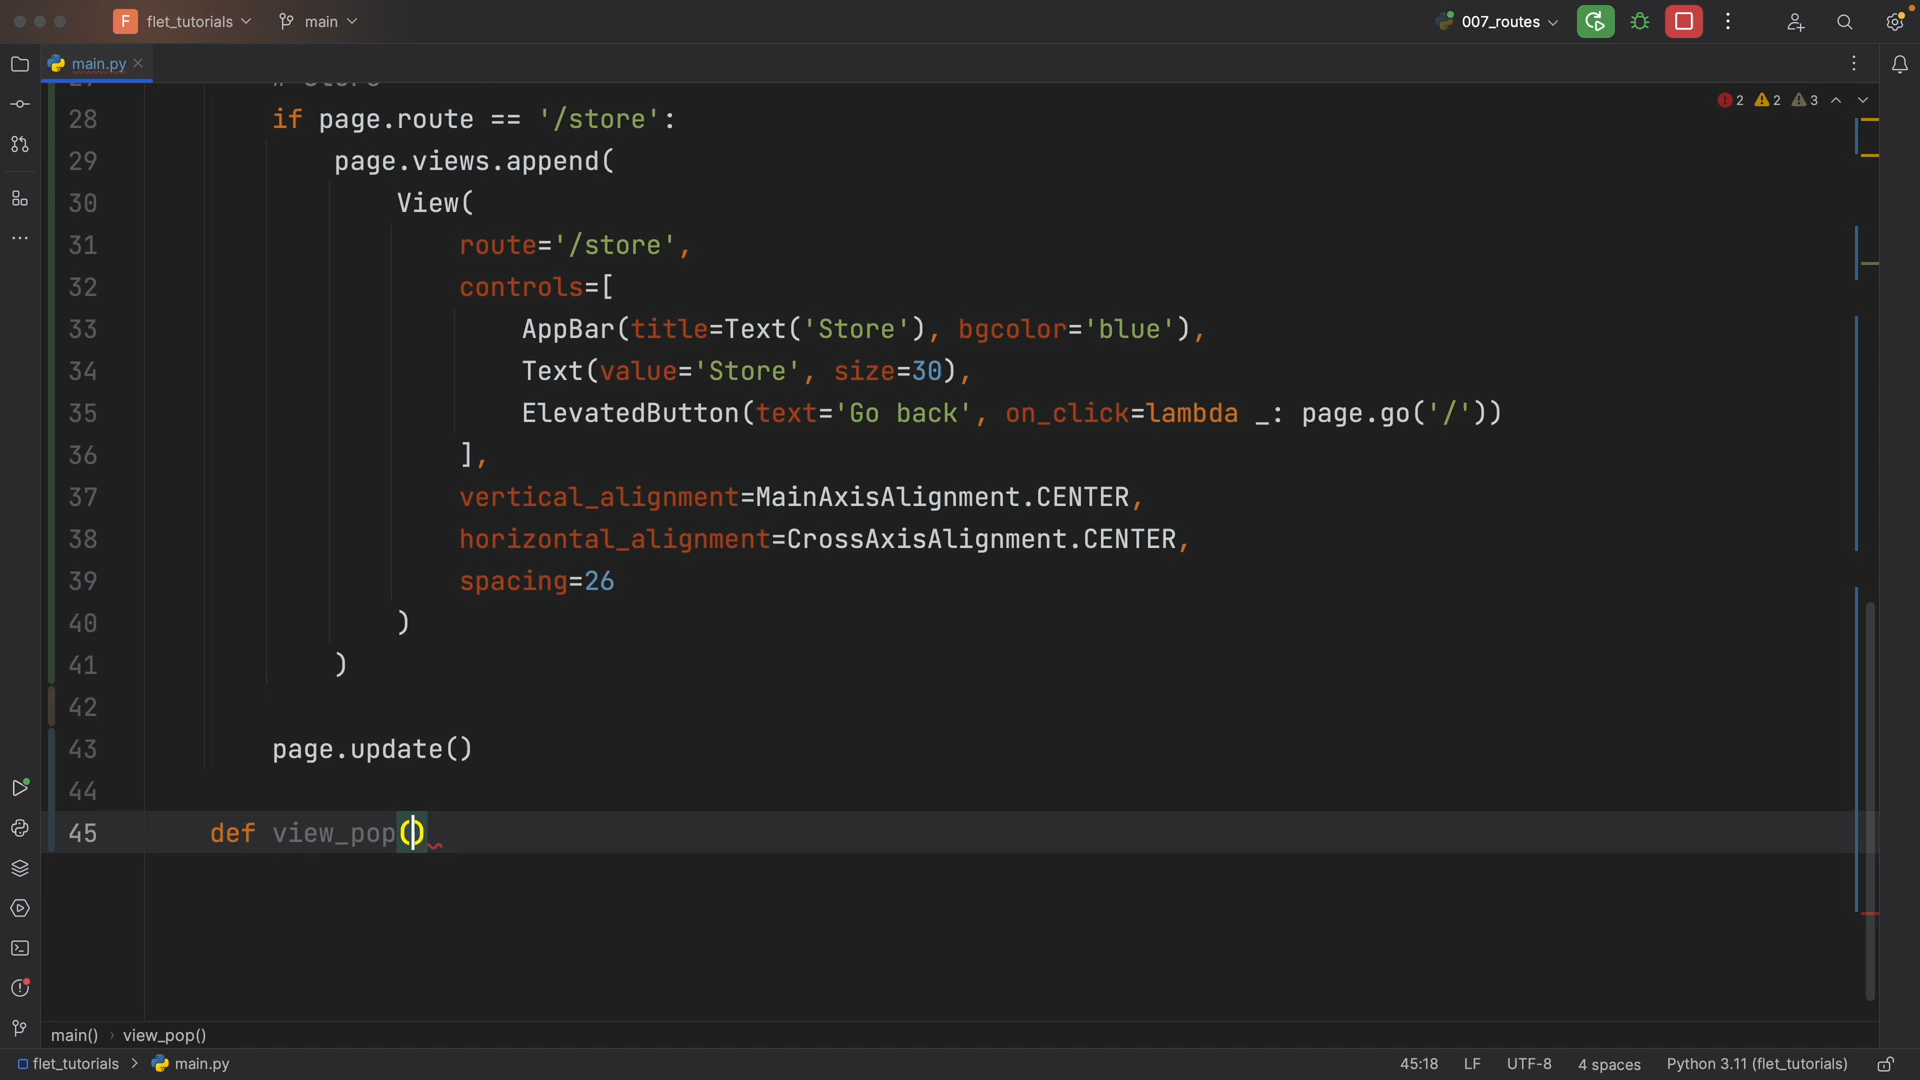 F flet_tutorials main 007_routes
main.py
2 2 3
28 if page.route == '/store':
29 page.views.append(
30 View(
31 route='/store',
32 controls=[
33 AppBar(title=Text('Store'), bgcolor='blue'),
34 Text(value='Store', size=30),
35 ElevatedButton(text='Go back', on_click=lambda _: page.go('/'))
36 ],
37 vertical_alignment=MainAxisAlignment.CENTER,
38 horizontal_alignment=CrossAxisAlignment.CENTER,
39 spacing=26
40 )
41 )
42
43 page.update()
44
45 def view_pop()
main() › view_pop()
flet_tutorials > main.py 45:18 LF UTF-8 4 spaces Python 3.11 (flet_tutorials)